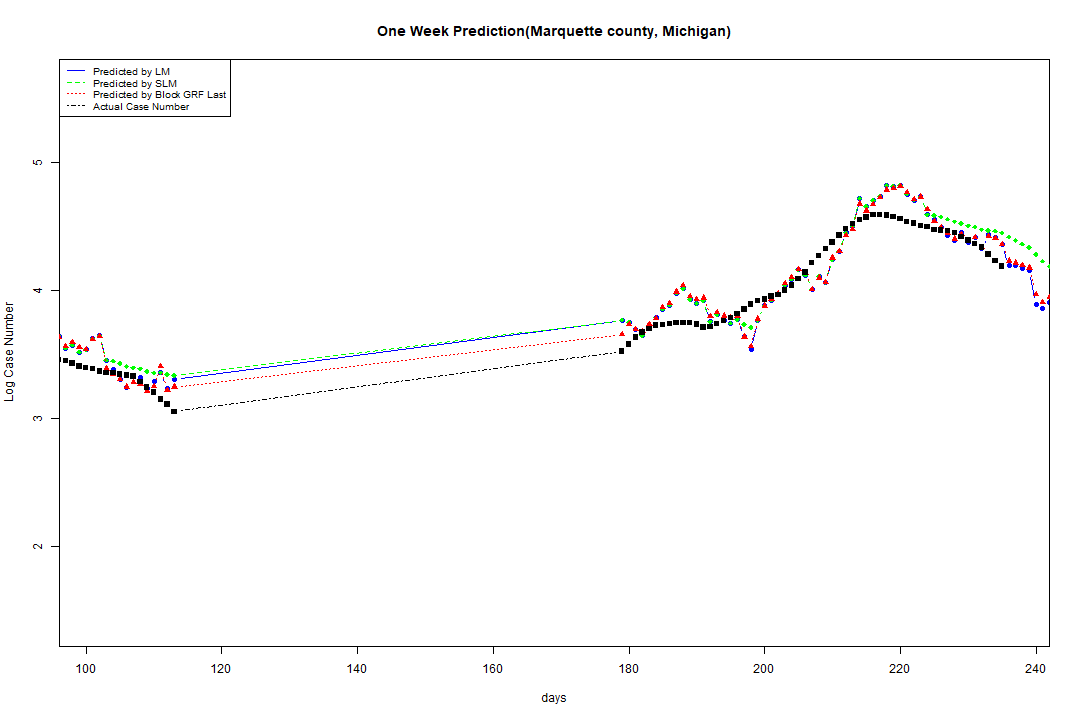 One Week Prediction(Marquette county, Michigan)
Predicted by LM
Predicted by SLM
Predicted by Block GRF Last
Actual Case Number
5
4
3
2
Log Case Number
100 120 140 160 180 200 220 240
days